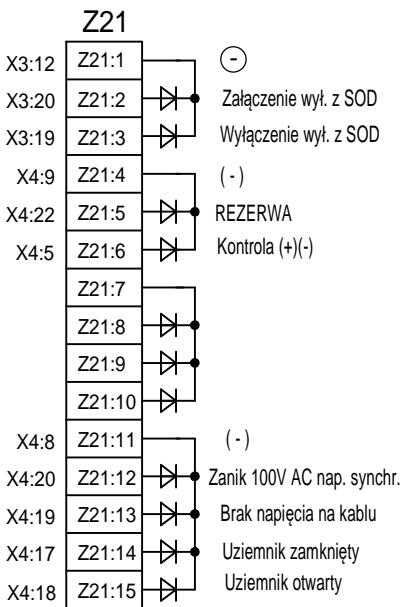 Z21
X3:12 Z21:1 -
X3:20 Z21:2 Załączenie wył. z SOD
X3:19 Z21:3 Wyłączenie wył. z SOD
X4:9 Z21:4 ( - )
X4:22 Z21:5 REZERWA
X4:5 Z21:6 Kontrola (+)(-)
Z21:7
Z21:8
Z21:9
Z21:10
X4:8 Z21:11 ( - )
X4:20 Z21:12 Zanik 100V AC nap. synchr.
X4:19 Z21:13 Brak napięcia na kablu
X4:17 Z21:14 Uziemnik zamknięty
X4:18 Z21:15 Uziemnik otwarty